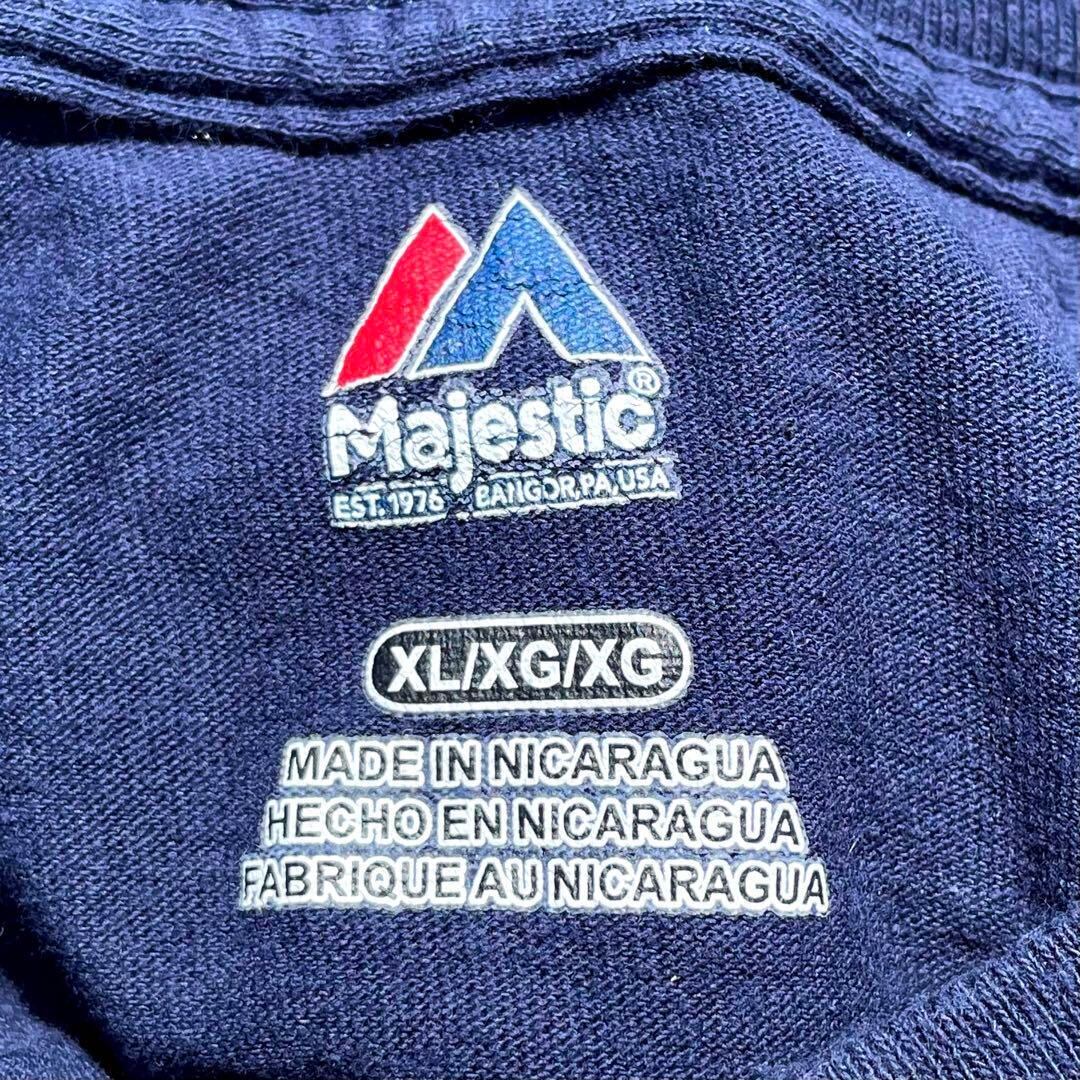 Majestic®
EST. 1976 BANGOR, PA, USA
XL/XG/XG
MADE IN NICARAGUA
HECHO EN NICARAGUA
FABRIQUE AU NICARAGUA